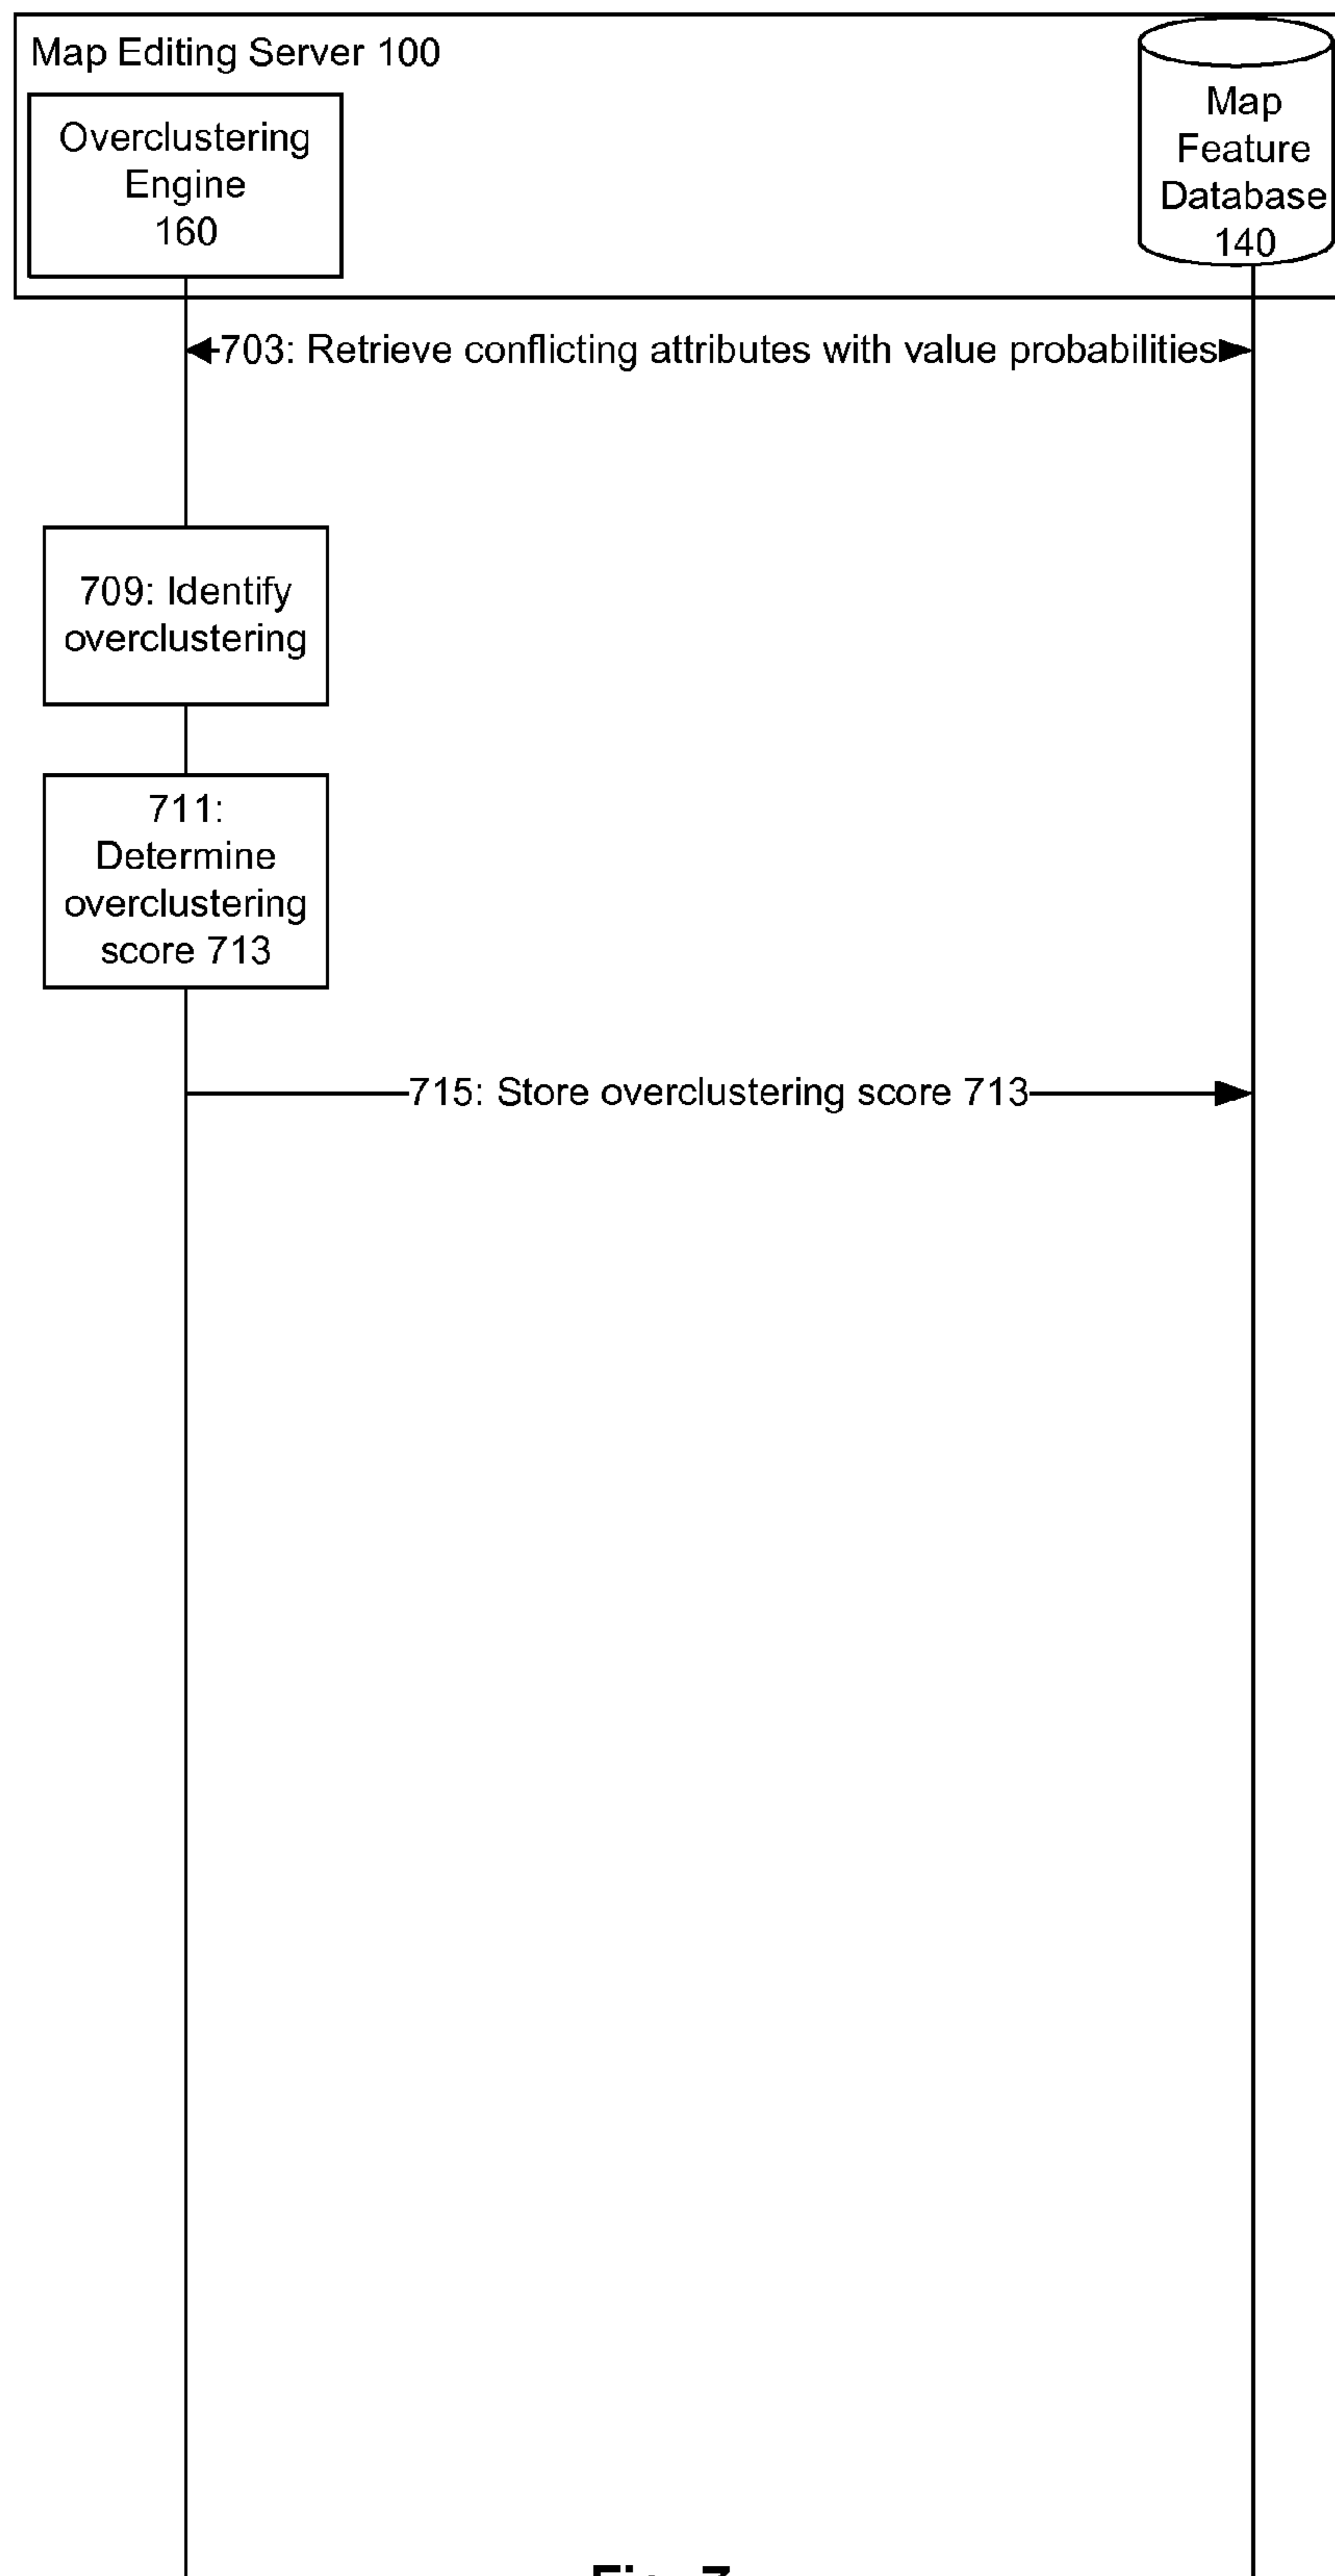 Map Editing Server 100
Overclustering
Engine
160
Map
Feature
Database
140
703: Retrieve conflicting attributes with value probabilities
709: Identify
overclustering
711:
Determine
overclustering
score 713
715: Store overclustering score 713